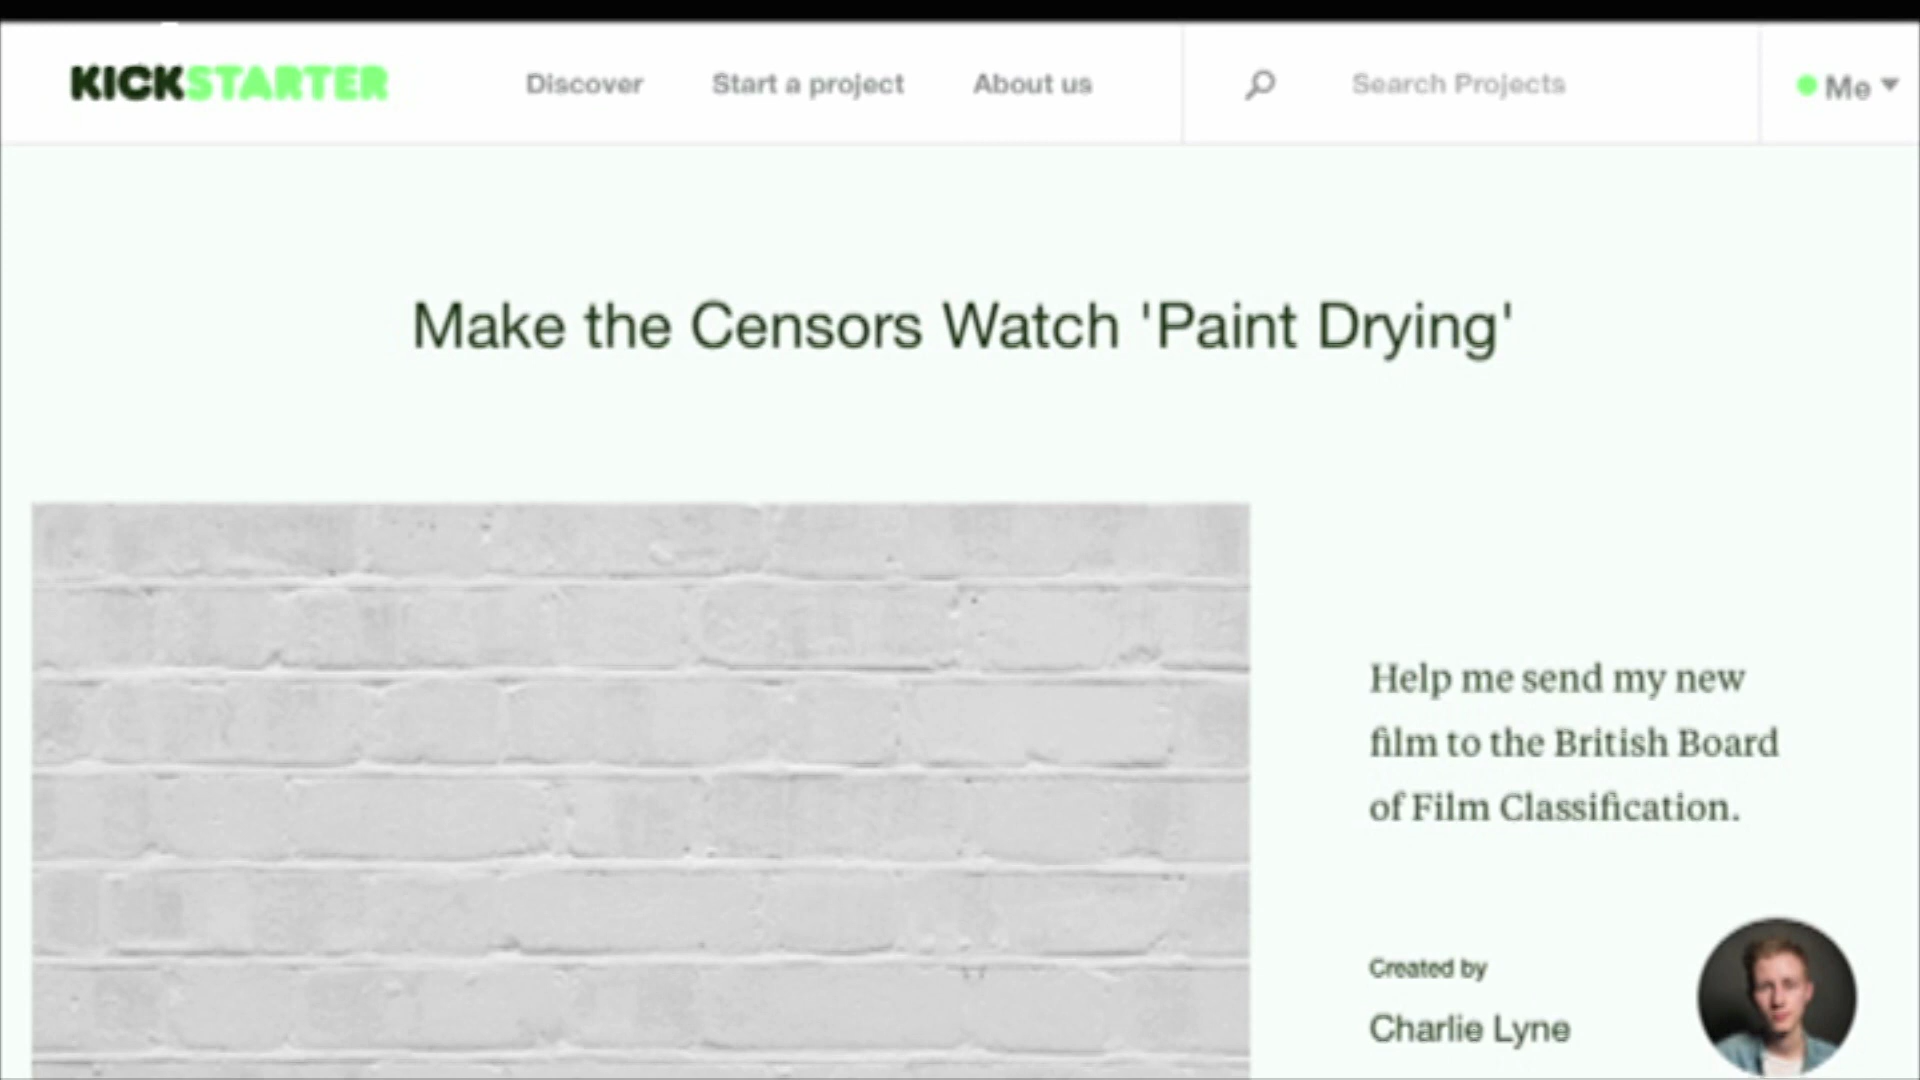 KICKSTARTER
Discover
Start a project
About us
Search Projects
Me
Make the Censors Watch 'Paint Drying'
Help me send my new
film to the British Board
of Film Classification.
Created by
Charlie Lyne